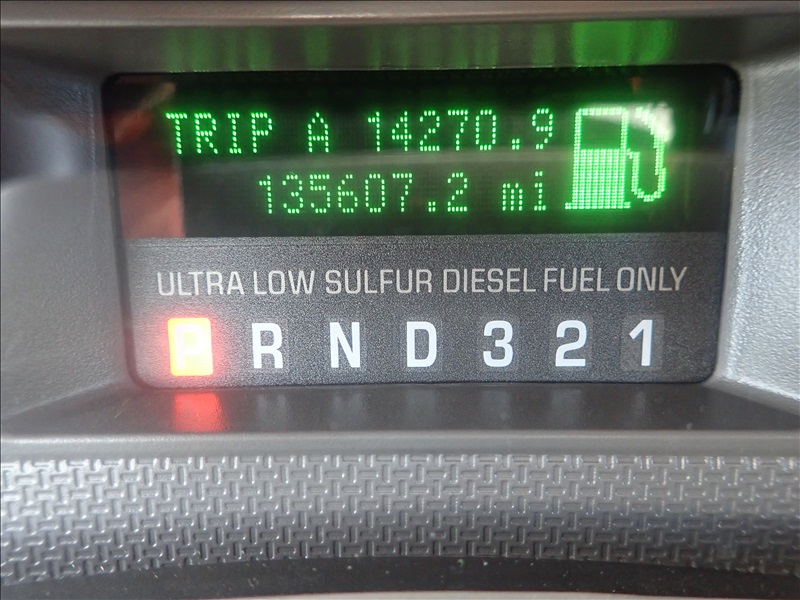 TRIP A 14270.9
135607.2 mi
ULTRA LOW SULFUR DIESEL FUEL ONLY
P R N D 3 2 1